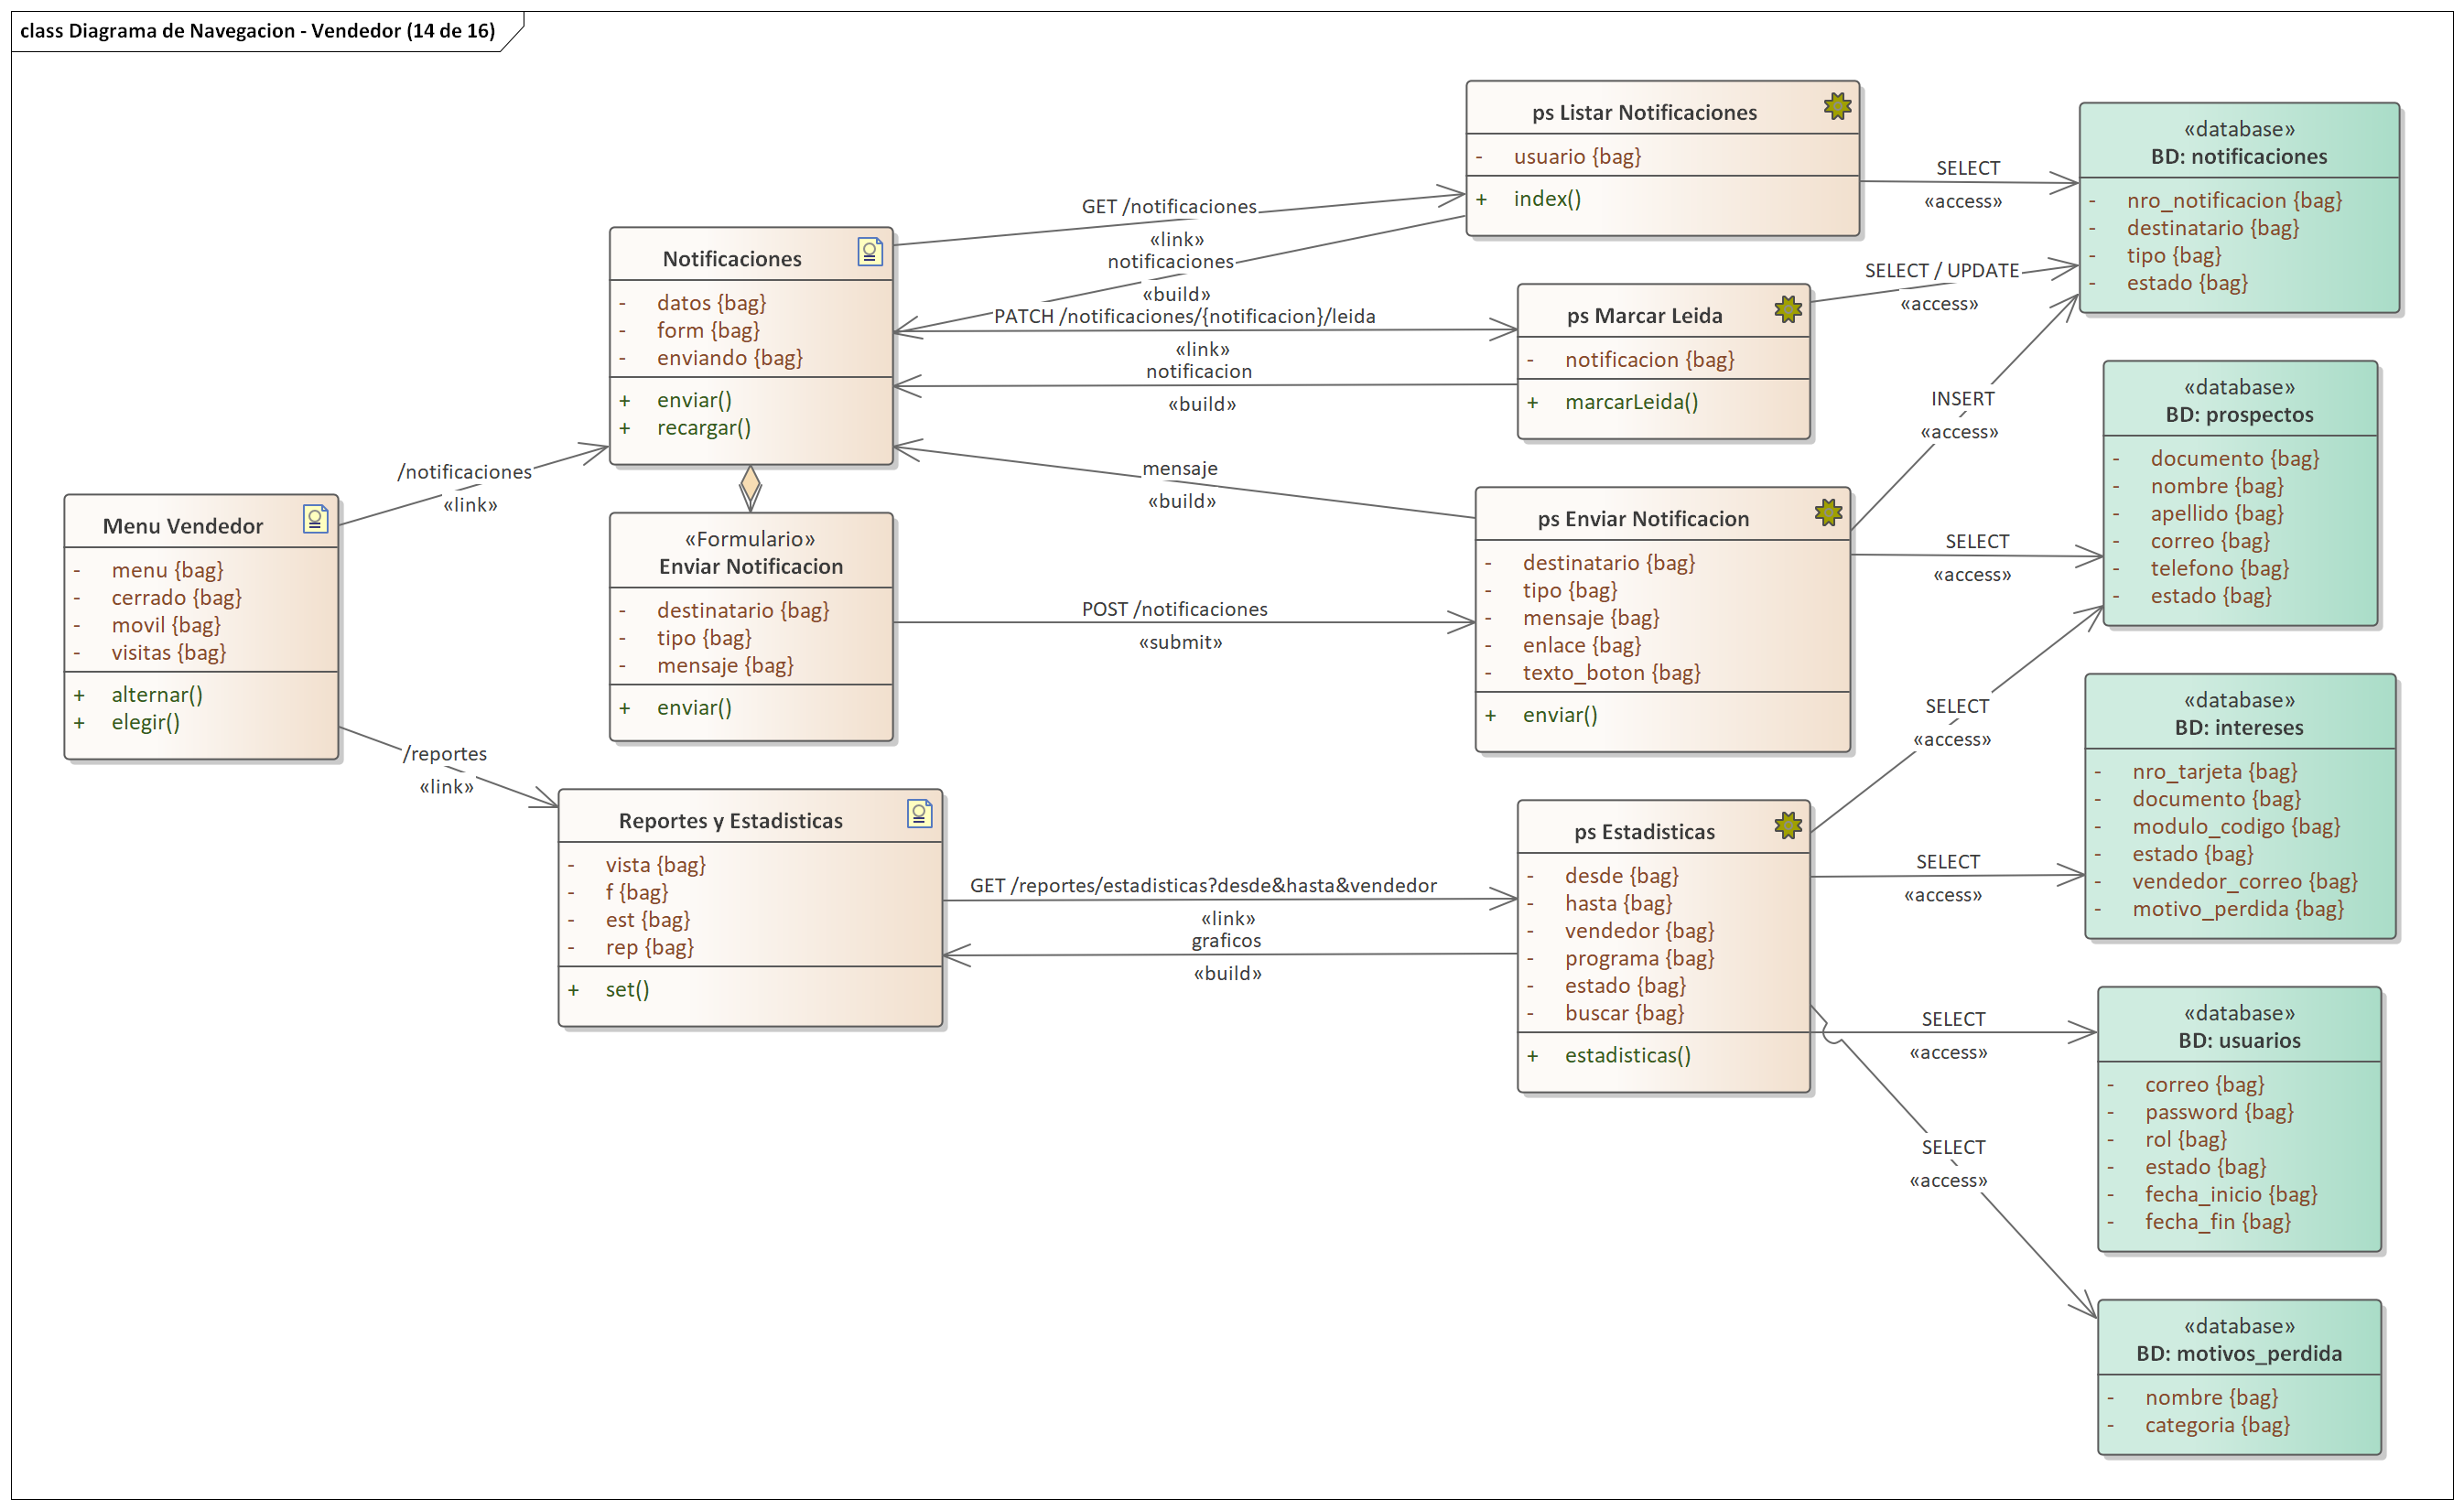 class Diagrama de Navegacion - Vendedor (14 de 16)
Menu Vendedor
- menu {bag}
- cerrado {bag}
- movil {bag}
- visitas {bag}
+ alternar()
+ elegir()
/notificaciones
«link»
/reportes
«link»
Notificaciones
- datos {bag}
- form {bag}
- enviando {bag}
+ enviar()
+ recargar()
«Formulario»
Enviar Notificacion
- destinatario {bag}
- tipo {bag}
- mensaje {bag}
+ enviar()
Reportes y Estadisticas
- vista {bag}
- f {bag}
- est {bag}
- rep {bag}
+ set()
GET /notificaciones
«link»
notificaciones
«build»
PATCH /notificaciones/{notificacion}/leida
«link»
notificacion
«build»
mensaje
«build»
POST /notificaciones
«submit»
GET /reportes/estadisticas?desde&hasta&vendedor
«link»
graficos
«build»
ps Listar Notificaciones
- usuario {bag}
+ index()
ps Marcar Leida
- notificacion {bag}
+ marcarLeida()
ps Enviar Notificacion
- destinatario {bag}
- tipo {bag}
- mensaje {bag}
- enlace {bag}
- texto_boton {bag}
+ enviar()
ps Estadisticas
- desde {bag}
- hasta {bag}
- vendedor {bag}
- programa {bag}
- estado {bag}
- buscar {bag}
+ estadisticas()
SELECT
«access»
SELECT / UPDATE
«access»
INSERT
«access»
SELECT
«access»
SELECT
«access»
SELECT
«access»
SELECT
«access»
SELECT
«access»
«database»
BD: notificaciones
- nro_notificacion {bag}
- destinatario {bag}
- tipo {bag}
- estado {bag}
«database»
BD: prospectos
- documento {bag}
- nombre {bag}
- apellido {bag}
- correo {bag}
- telefono {bag}
- estado {bag}
«database»
BD: intereses
- nro_tarjeta {bag}
- documento {bag}
- modulo_codigo {bag}
- estado {bag}
- vendedor_correo {bag}
- motivo_perdida {bag}
«database»
BD: usuarios
- correo {bag}
- password {bag}
- rol {bag}
- estado {bag}
- fecha_inicio {bag}
- fecha_fin {bag}
«database»
BD: motivos_perdida
- nombre {bag}
- categoria {bag}